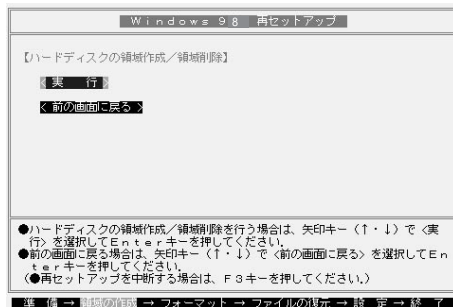 Windows 98 再セットアップ
【ハードディスクの領域作成／領域削除】
<実 行>
<前の画面に戻る>
●ハードディスクの領域作成／領域削除を行う場合は、矢印キー（↑・↓）で〈実
行〉を選択してＥｎｔｅｒキーを押してください。
●前の画面に戻る場合は、矢印キー（↑・↓）で〈前の画面に戻る〉を選択してＥｎ
ｔｅｒキーを押してください。
（●再セットアップを中断する場合は、Ｆ３キーを押してください。）
準 備 → 領域の作成 → フォーマット → ファイルの復元 → 設 定 → 終 了